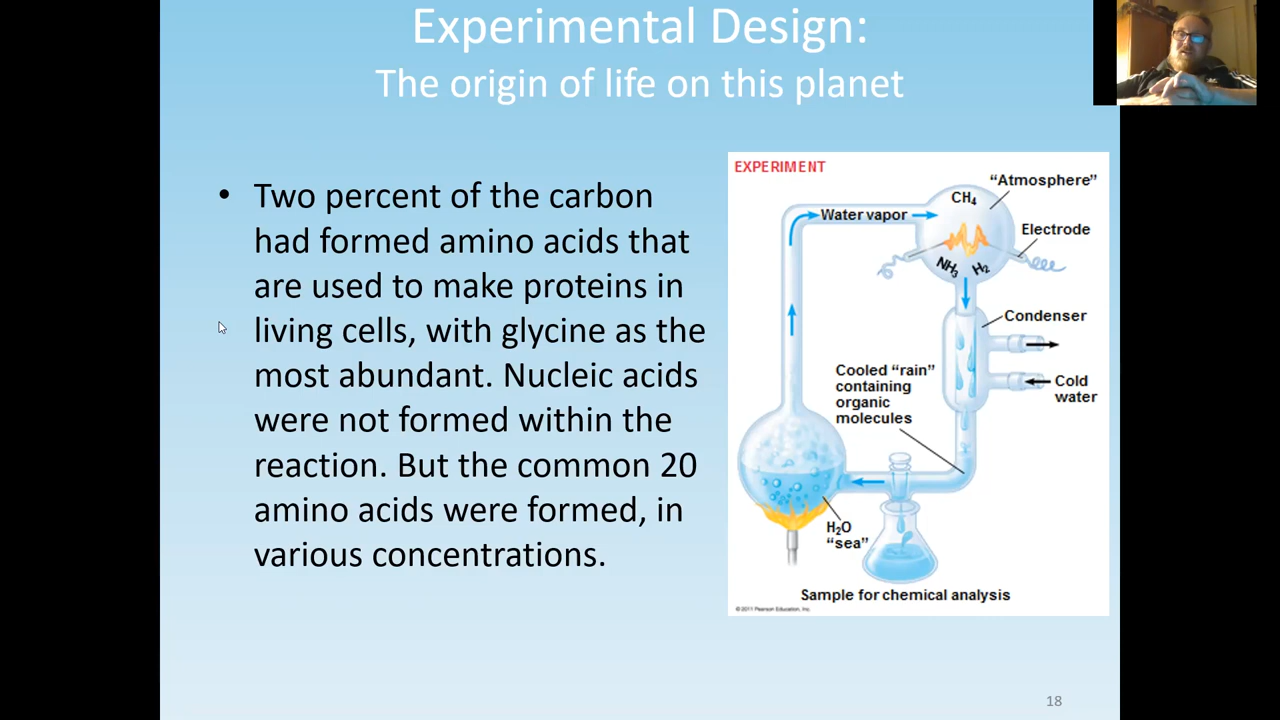 Experimental Design:
The origin of life on this planet
• Two percent of the carbon
had formed amino acids that
are used to make proteins in
living cells, with glycine as the
most abundant. Nucleic acids
were not formed within the
reaction. But the common 20
amino acids were formed, in
various concentrations.
EXPERIMENT
“Atmosphere”
CH₄
Water vapor
Electrode
NH₃ H₂
Condenser
Cooled “rain”
containing
organic
molecules
Cold
water
H₂O
“sea”
Sample for chemical analysis
© 2011 Pearson Education, Inc.
18